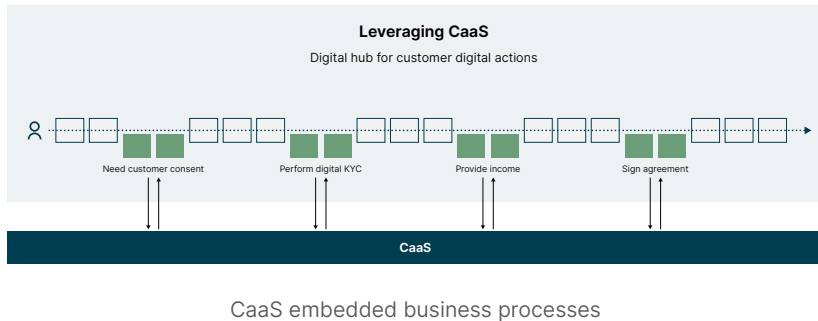 Leveraging CaaS
Digital hub for customer digital actions
Need customer consent
Perform digital KYC
Provide income
Sign agreement
CaaS
CaaS embedded business processes